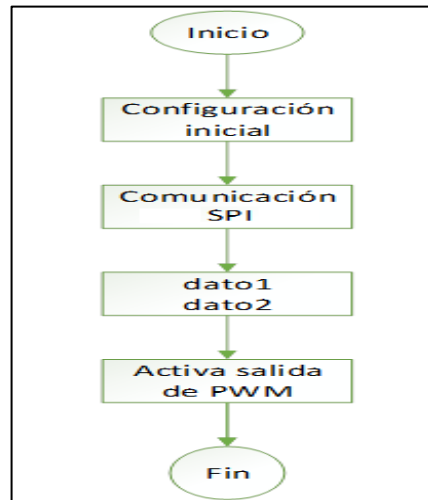 Inicio
Configuración
inicial
Comunicación
SPI
dato1
dato2
Activa salida
de PWM
Fin